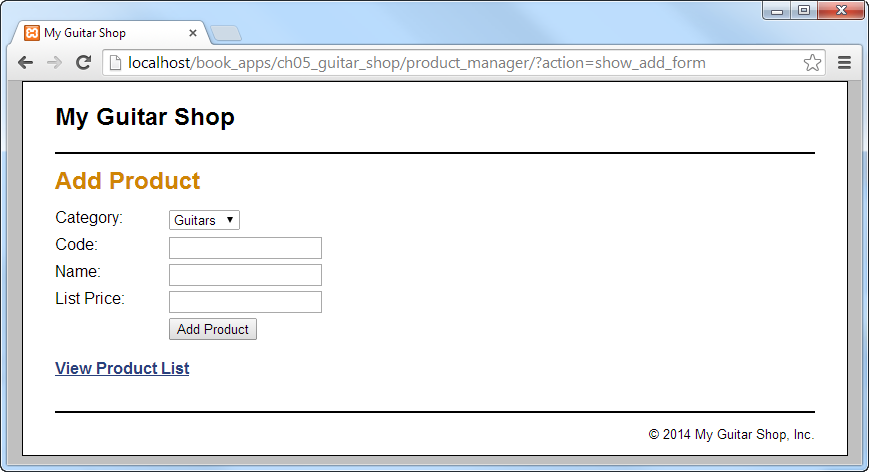 My Guitar Shop
localhost/book_apps/ch05_guitar_shop/product_manager/?action=show_add_form
My Guitar Shop
Add Product
Category: Guitars
Code:
Name:
List Price:
Add Product
View Product List
© 2014 My Guitar Shop, Inc.